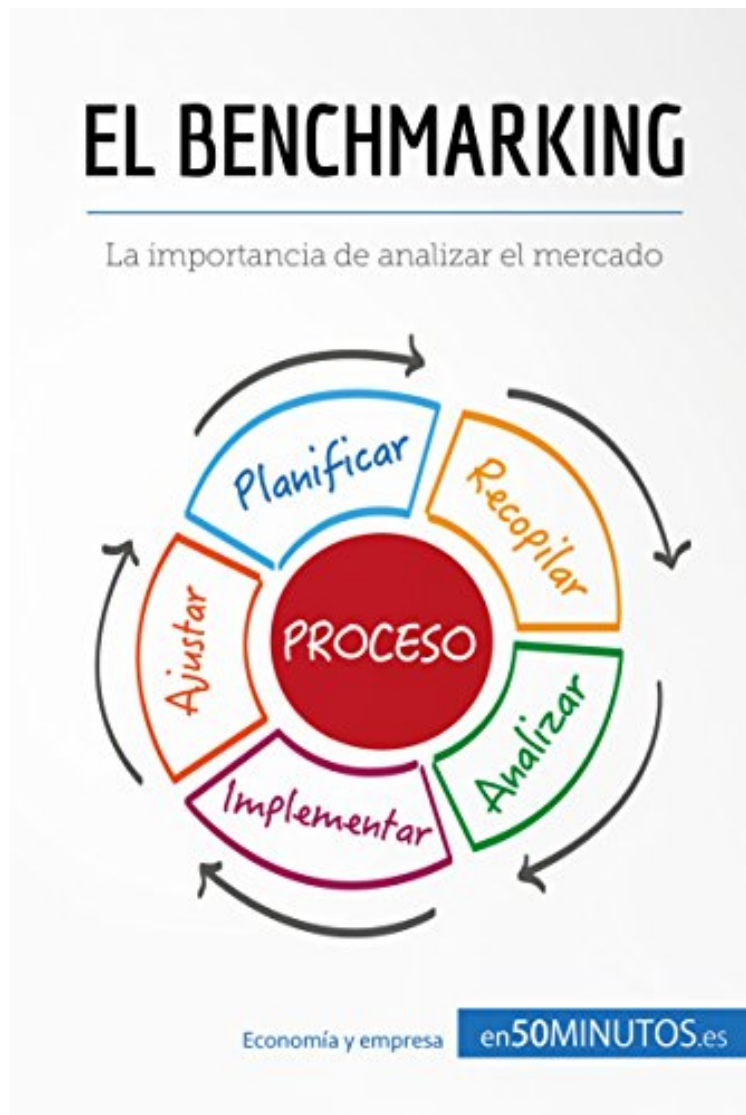 EL BENCHMARKING
La importancia de analizar el mercado
Planificar
Recopilar
Analizar
Implementar
Ajustar
PROCESO
Economía y empresa
en50MINUTOS.es